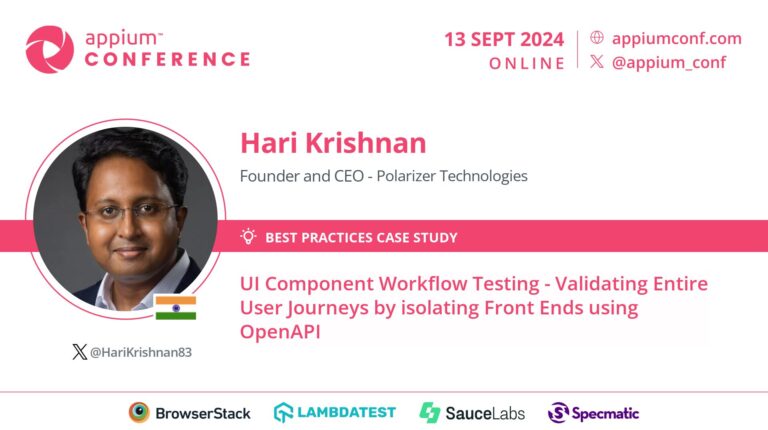 appium™
CONFERENCE
13 SEPT 2024
ONLINE
appiumconf.com
@appium_conf
Hari Krishnan
Founder and CEO - Polarizer Technologies
BEST PRACTICES CASE STUDY
UI Component Workflow Testing - Validating Entire
User Journeys by isolating Front Ends using
OpenAPI
@HariKrishnan83
BrowserStack
LAMBDATEST
SauceLabs
Specmatic